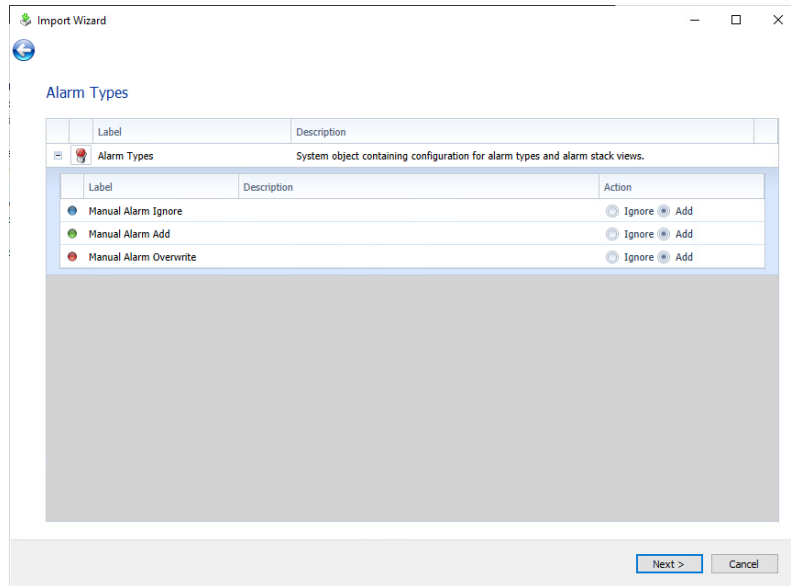 Import Wizard
Alarm Types
Label Description
Alarm Types System object containing configuration for alarm types and alarm stack views.
Label Description Action
Manual Alarm Ignore Ignore Add
Manual Alarm Add Ignore Add
Manual Alarm Overwrite Ignore Add
Next > Cancel